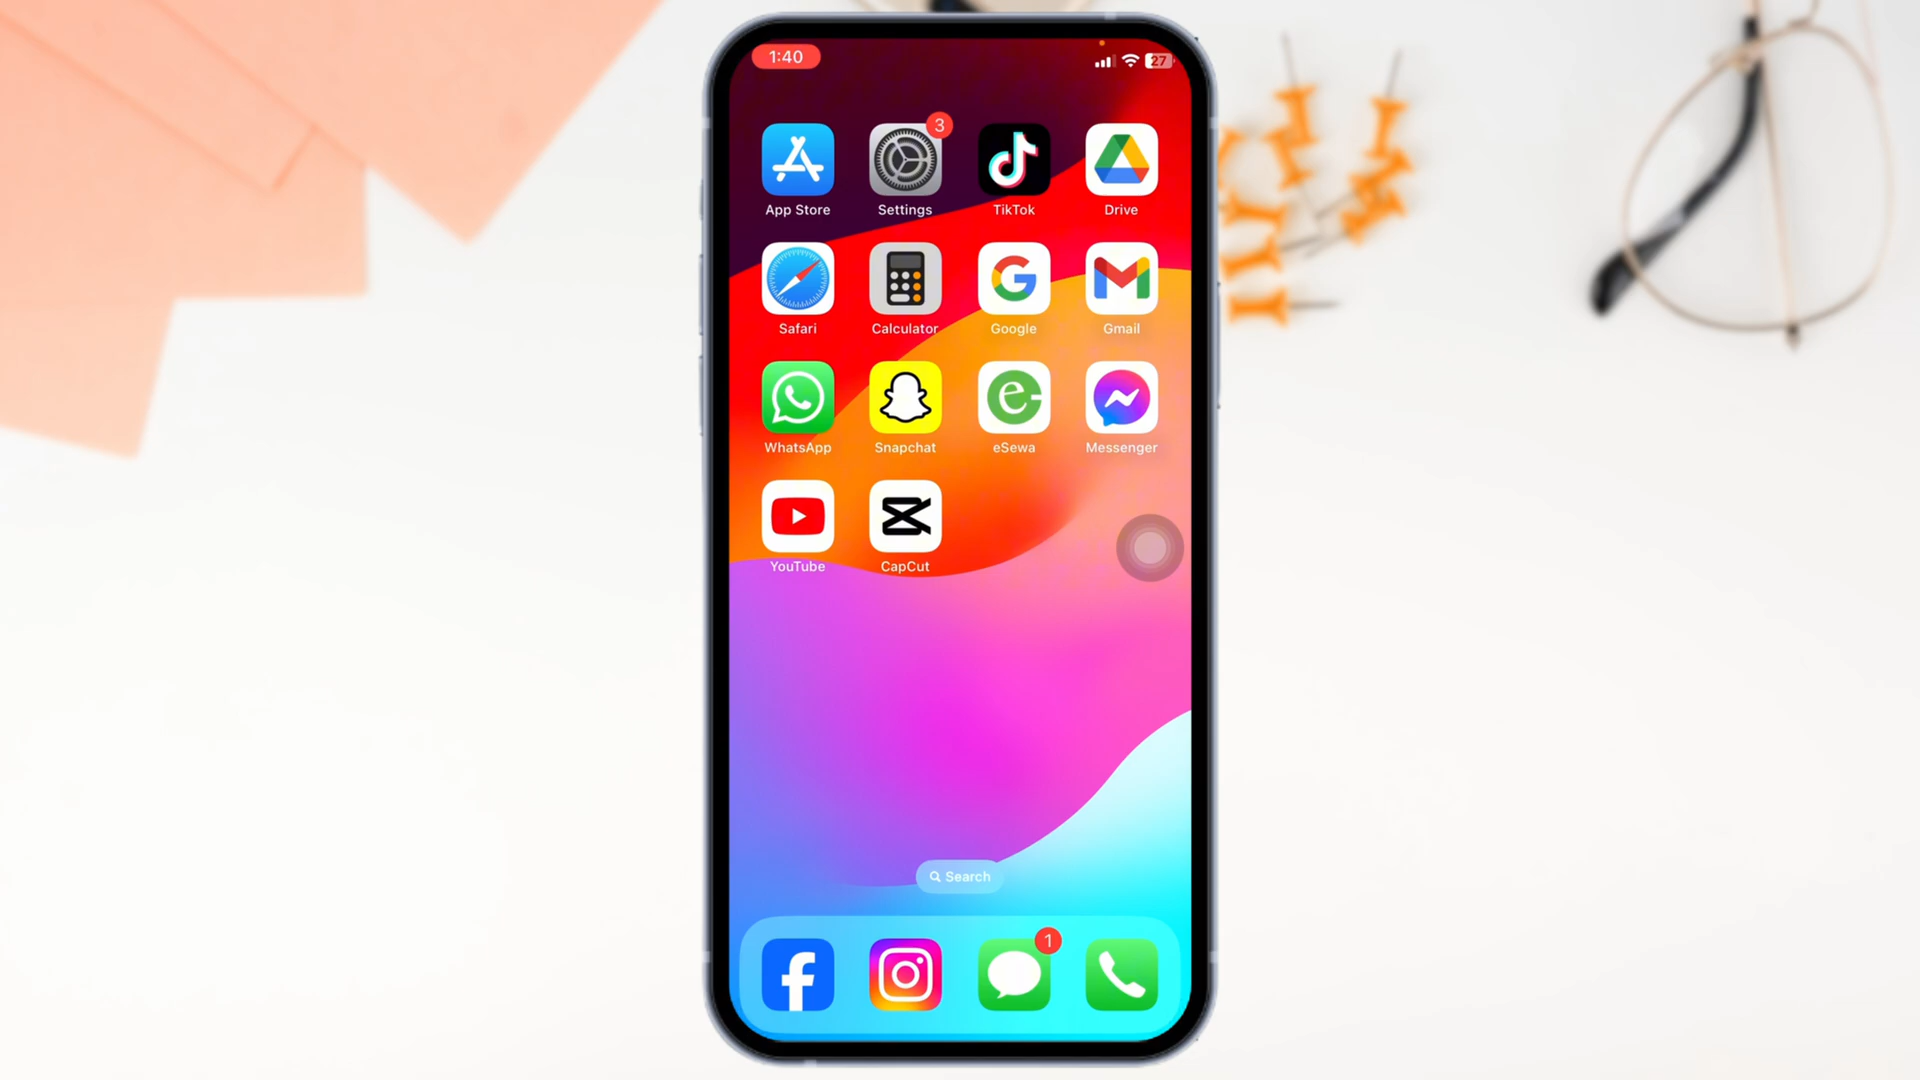 1:40
27
3
App Store
Settings
TikTok
Drive
Safari
Calculator
Google
Gmail
WhatsApp
Snapchat
eSewa
Messenger
YouTube
CapCut
Search
1